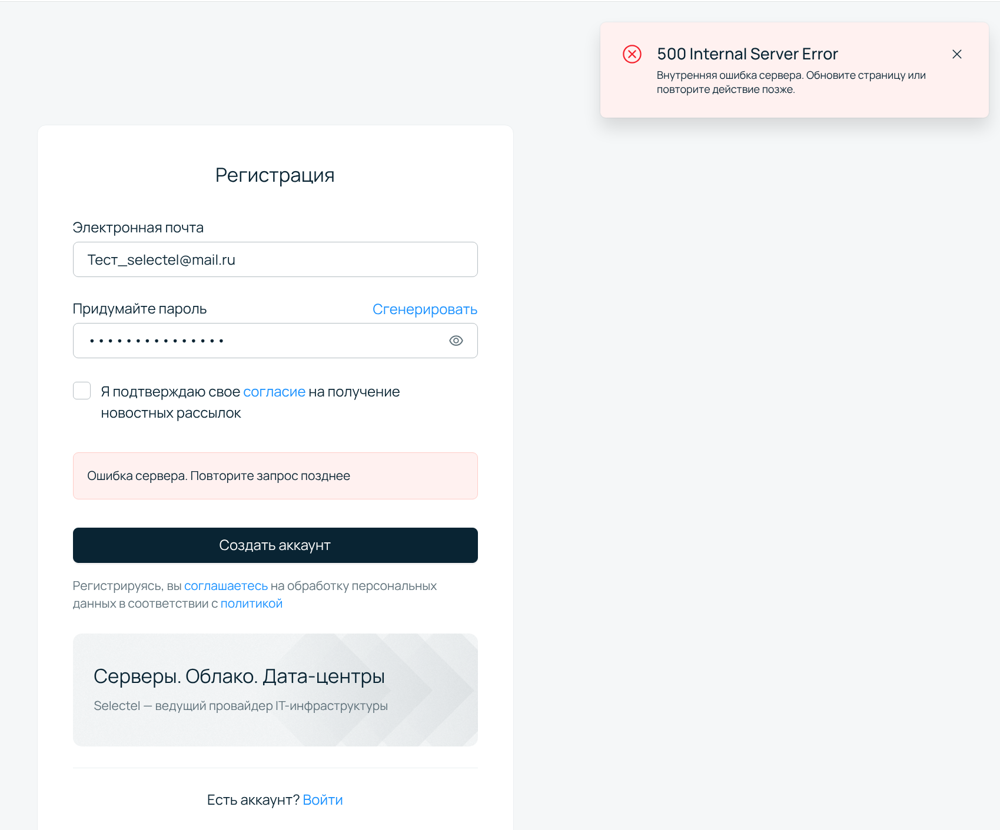 500 Internal Server Error
Внутренняя ошибка сервера. Обновите страницу или
повторите действие позже.
Регистрация
Электронная почта
Тест_selectel@mail.ru
Придумайте пароль Сгенерировать
•••••••••••••••
Я подтверждаю свое согласие на получение
новостных рассылок
Ошибка сервера. Повторите запрос позднее
Создать аккаунт
Регистрируясь, вы соглашаетесь на обработку персональных
данных в соответствии с политикой
Серверы. Облако. Дата-центры
Selectel — ведущий провайдер IT-инфраструктуры
Есть аккаунт? Войти